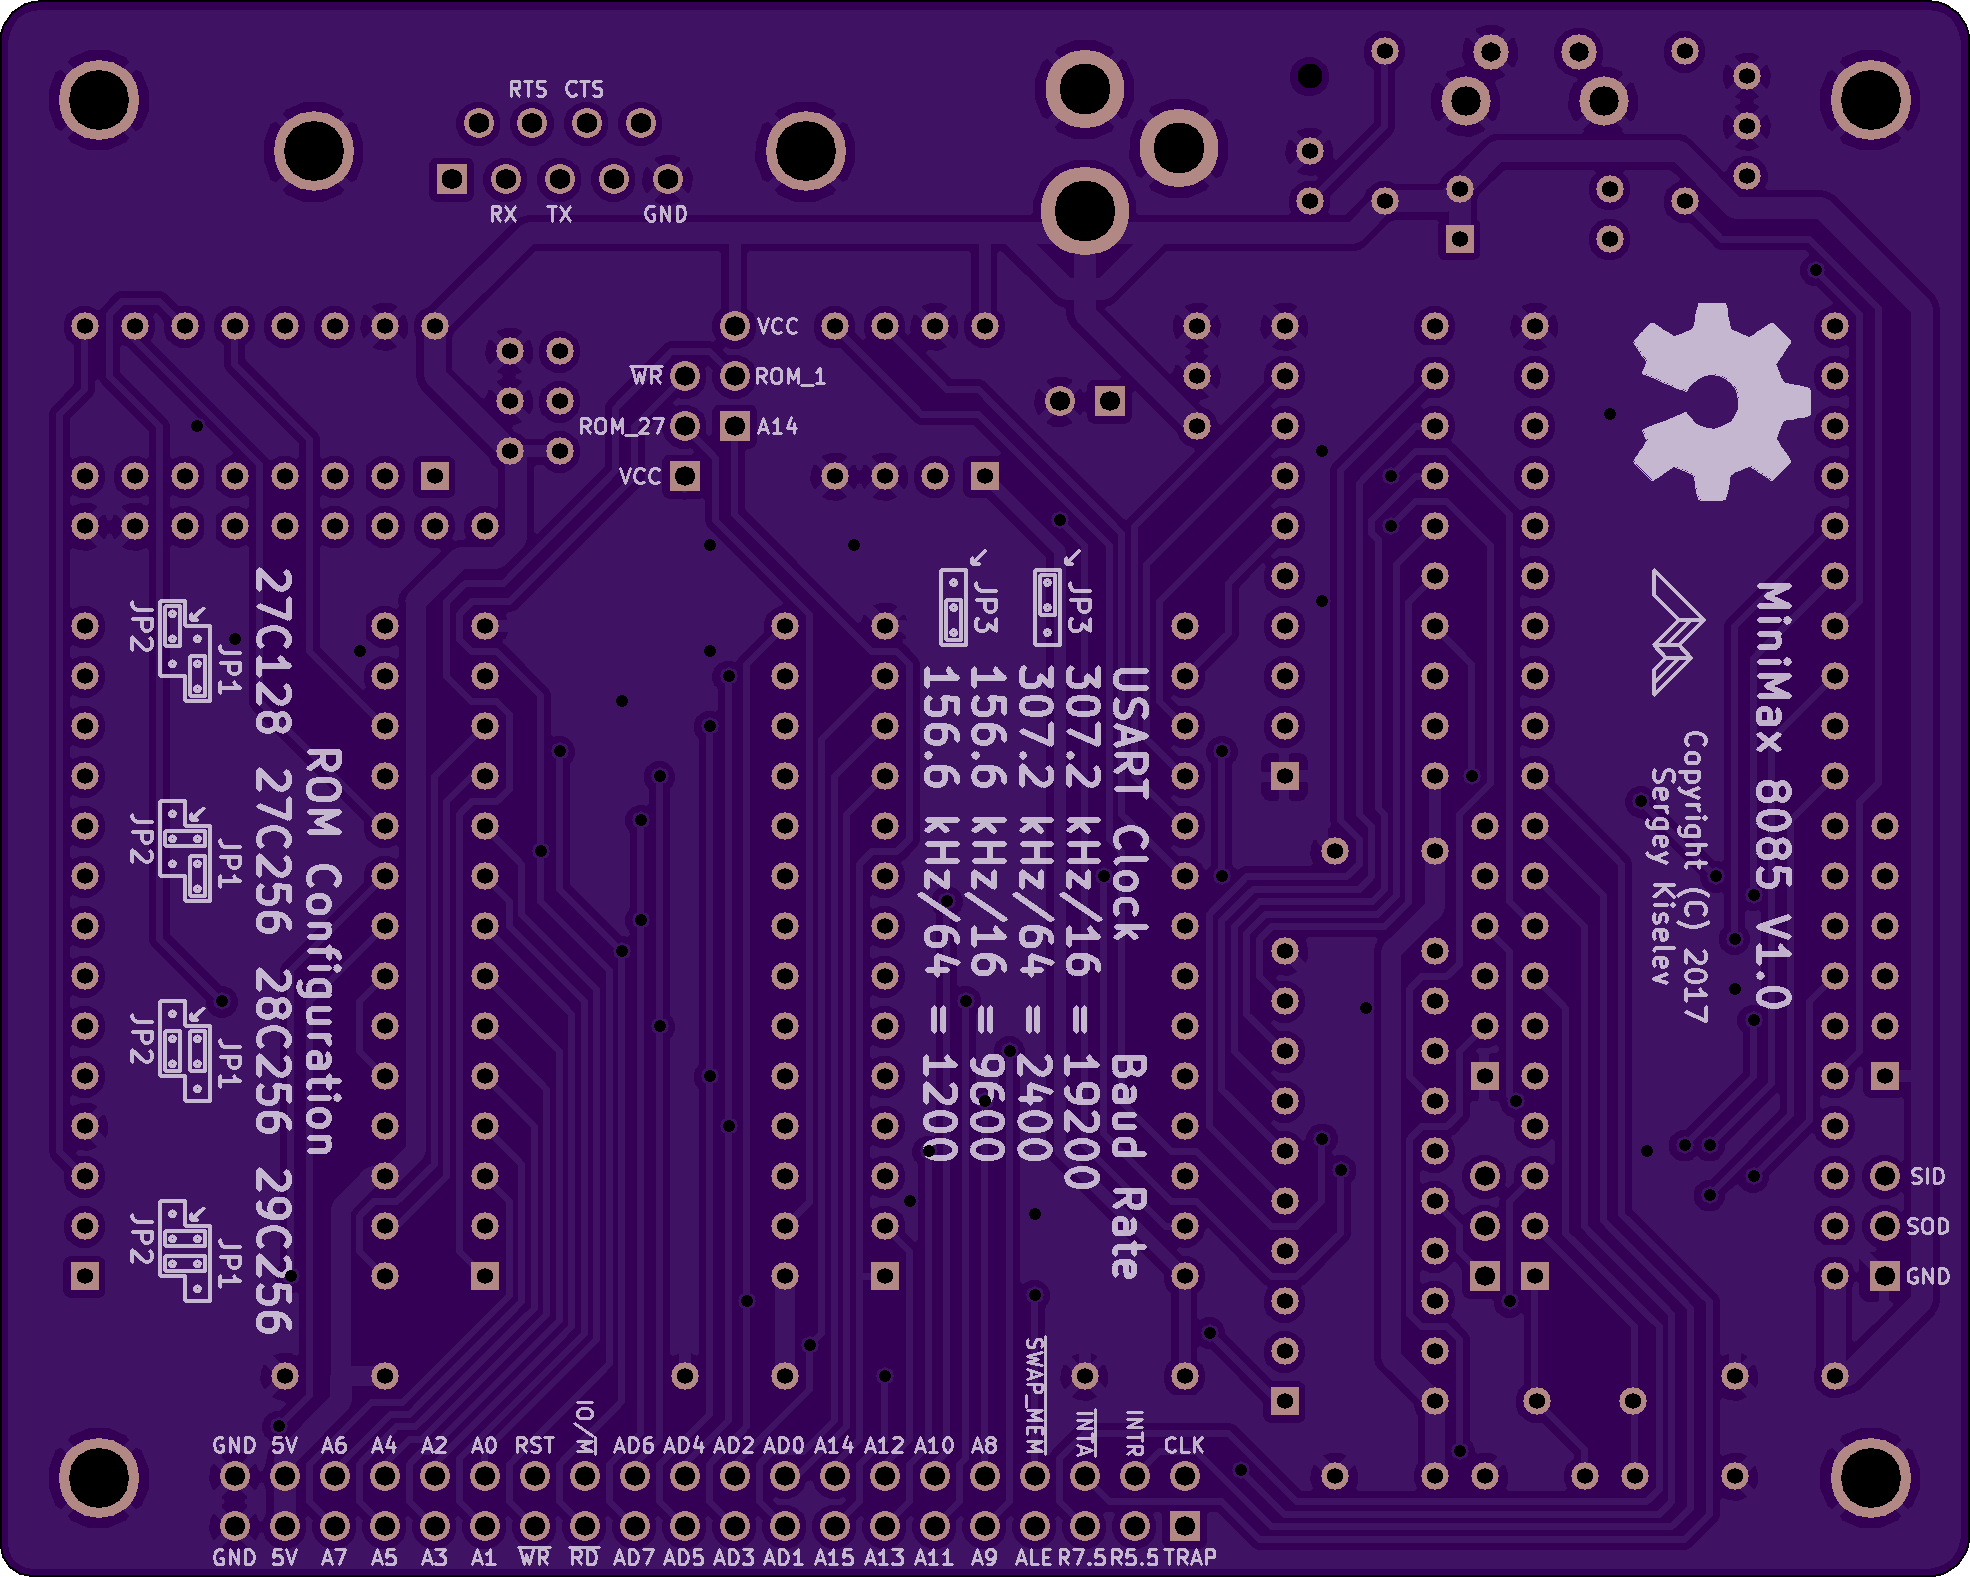 RTS CTS
RX TX GND
VCC
WR ROM_1
ROM_27 A14
VCC
MiniMax 8085 V1.0
Copyright (C) 2017
Sergey Kiselev
USART Clock Baud Rate
JP3 307.2 kHz/16 = 19200
307.2 kHz/64 = 2400
JP3 156.6 kHz/16 = 9600
156.6 kHz/64 = 1200
ROM Configuration
27C128 27C256 28C256 29C256
JP1 JP1 JP1 JP1
JP2 JP2 JP2 JP2
SID
SOD
GND
GND 5V A6 A4 A2 A0 RST IO/M AD6 AD4 AD2 AD0 A14 A12 A10 A8 SWAP_MEM INTA INTR CLK
GND 5V A7 A5 A3 A1 WR RD AD7 AD5 AD3 AD1 A15 A13 A11 A9 ALE R7.5 R5.5 TRAP